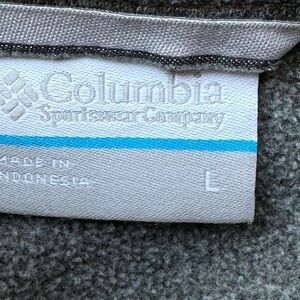 Columbia
Sportswear Company
MADE IN
INDONESIA
L